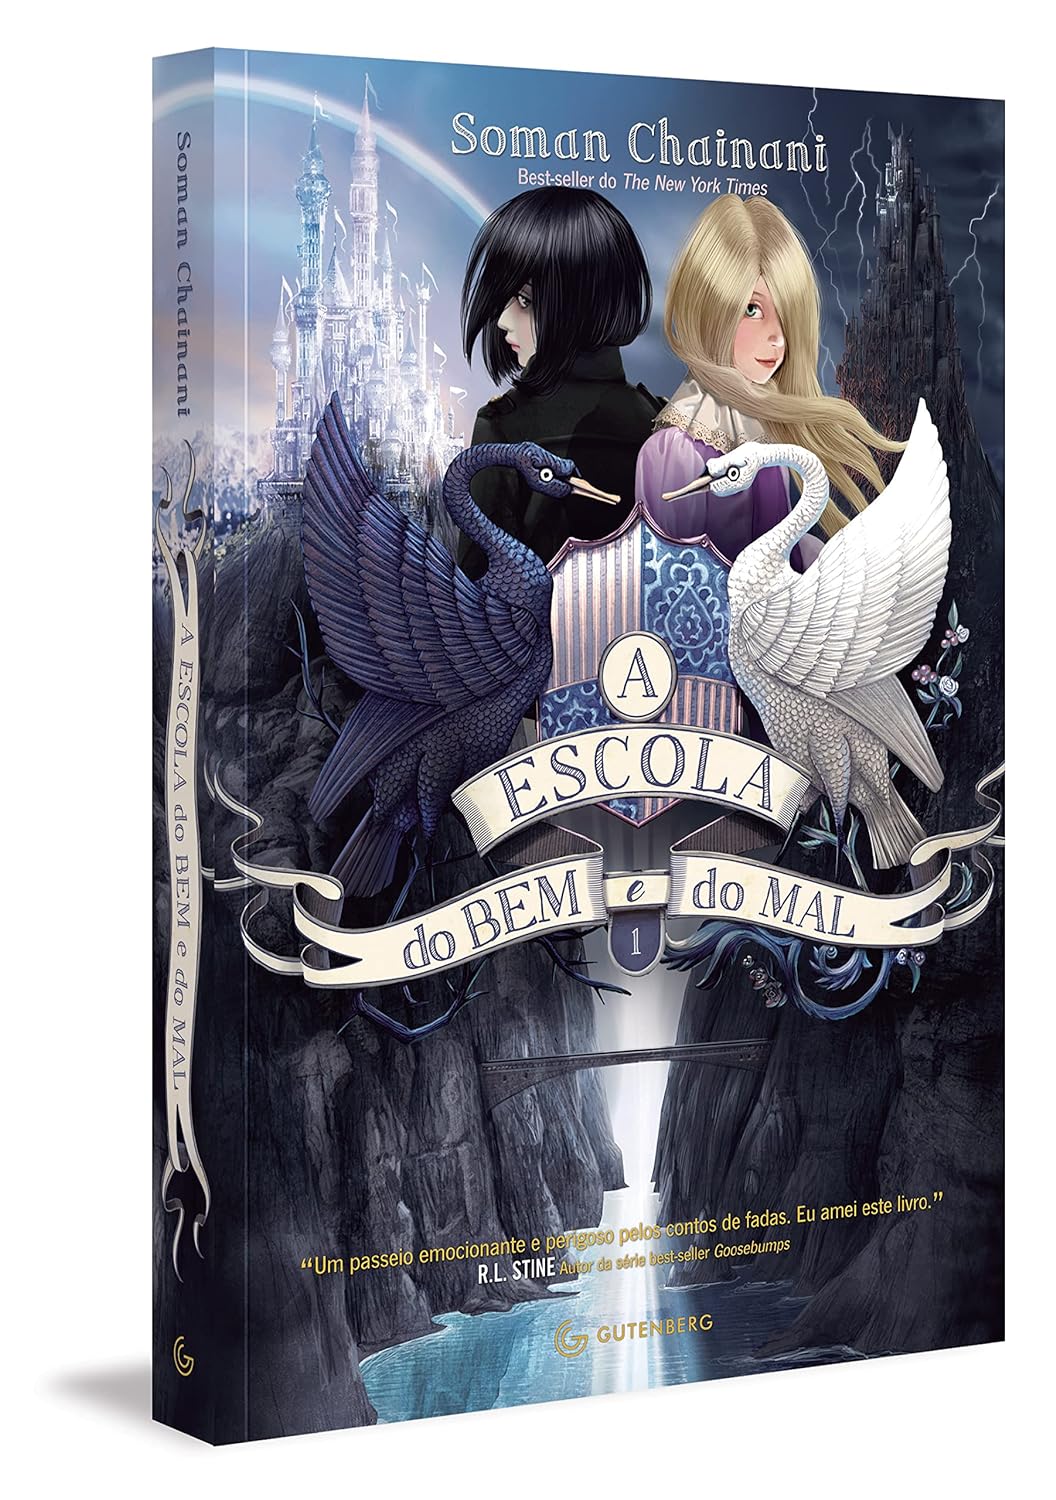 Soman Chainani
Best-seller do The New York Times
A
ESCOLA
do BEM e do MAL
1
“Um passeio emocionante e perigoso pelos contos de fadas. Eu amei este livro.”
R.L. STINE Autor da série best-seller Goosebumps
G GUTENBERG
Soman Chainani
A ESCOLA do BEM e do MAL
G